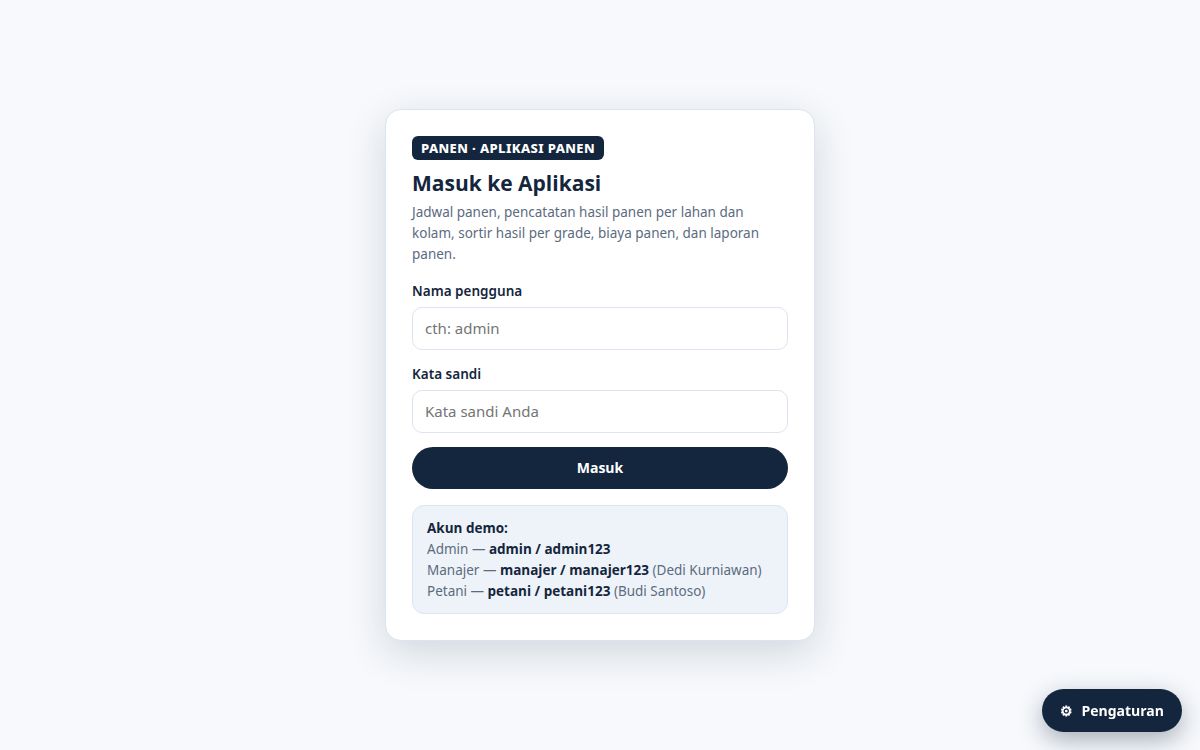 PANEN · APLIKASI PANEN
Masuk ke Aplikasi
Jadwal panen, pencatatan hasil panen per lahan dan
kolam, sortir hasil per grade, biaya panen, dan laporan
panen.
Nama pengguna
cth: admin
Kata sandi
Kata sandi Anda
Masuk
Akun demo:
Admin — admin / admin123
Manajer — manajer / manajer123 (Dedi Kurniawan)
Petani — petani / petani123 (Budi Santoso)
⚙ Pengaturan